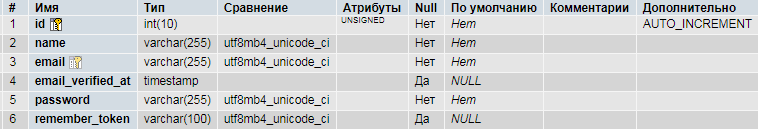 # Имя Тип Сравнение Атрибуты Null По умолчанию Комментарии Дополнительно
1 id int(10) UNSIGNED Нет Нет AUTO_INCREMENT
2 name varchar(255) utf8mb4_unicode_ci Нет Нет
3 email varchar(255) utf8mb4_unicode_ci Нет Нет
4 email_verified_at timestamp Да NULL
5 password varchar(255) utf8mb4_unicode_ci Нет Нет
6 remember_token varchar(100) utf8mb4_unicode_ci Да NULL